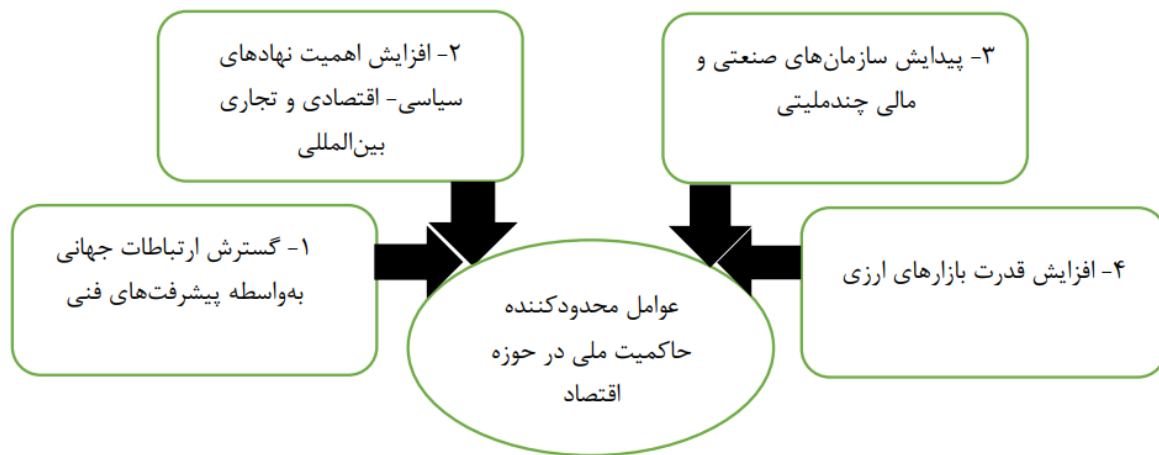 ۱- گسترش ارتباطات جهانی
به‌واسطه پیشرفت‌های فنی
۲- افزایش اهمیت نهادهای
سیاسی- اقتصادی و تجاری
بین‌المللی
۳- پیدایش سازمان‌های صنعتی و
مالی چندملیتی
۴- افزایش قدرت بازارهای ارزی
عوامل محدودکننده
حاکمیت ملی در حوزه
اقتصاد